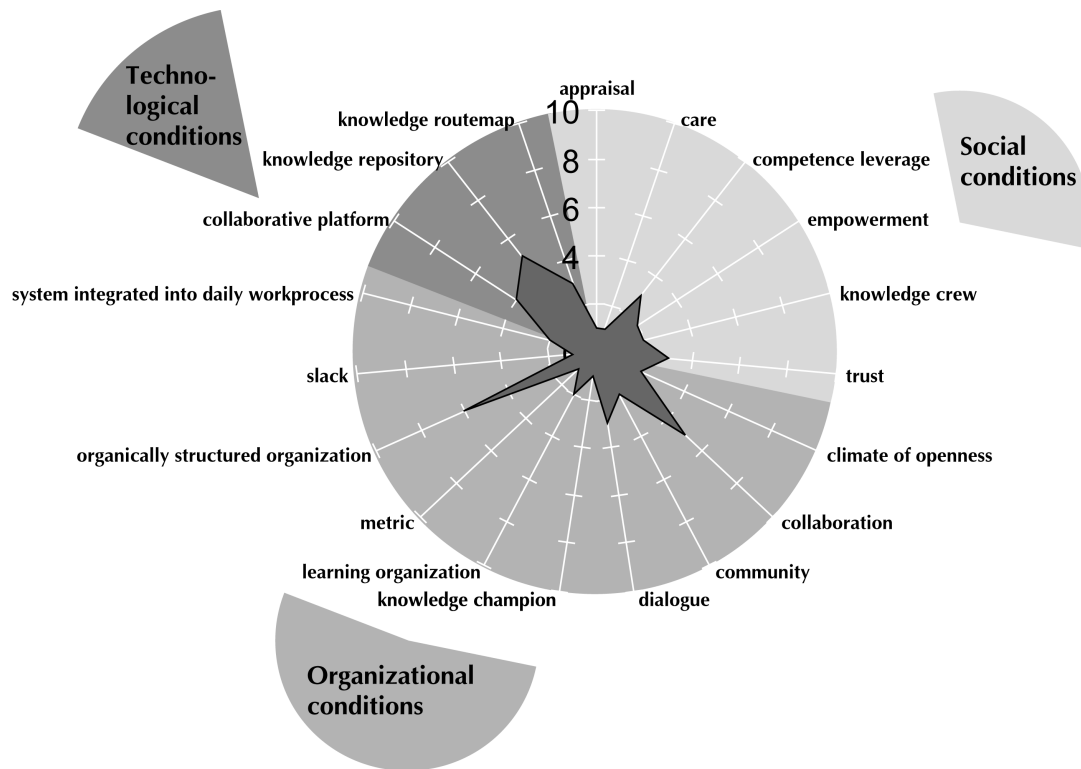 Techno-
logical
conditions
Social
conditions
appraisal
care
competence leverage
empowerment
knowledge crew
trust
climate of openness
collaboration
community
dialogue
knowledge champion
learning organization
metric
organically structured organization
slack
system integrated into daily workprocess
collaborative platform
knowledge repository
knowledge routemap
10
8
6
4
Organizational
conditions